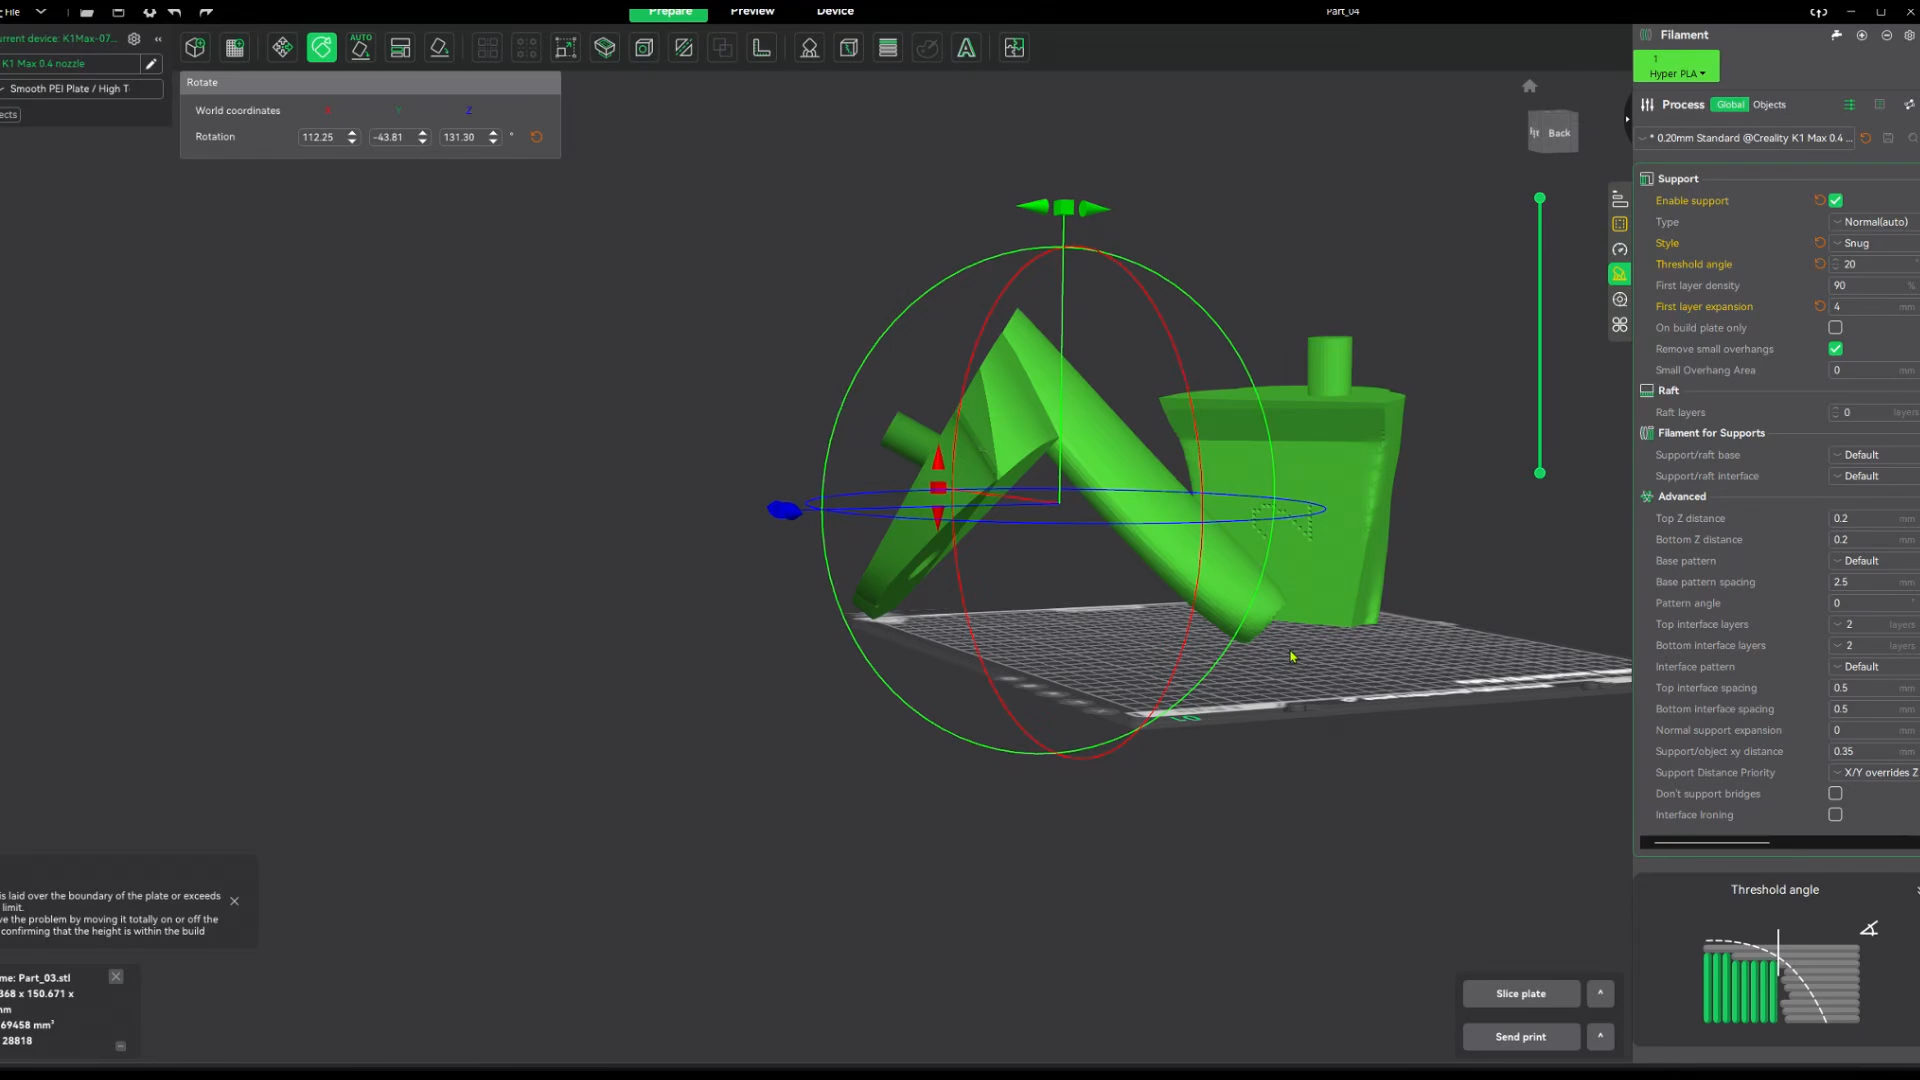 File
Prepare
Preview
Device
Part_04
urrent device: K1Max-07...
K1 Max 0.4 nozzle
Smooth PEI Plate / High T
ects
AUTO
Rotate
World coordinates X Y Z
Rotation 112.25 -43.81 131.30 °
Back
Filament
1
Hyper PLA
Process Global Objects
* 0.20mm Standard @Creality K1 Max 0.4 ...
Support
Enable support
Type Normal(auto)
Style Snug
Threshold angle 20 °
First layer density 90 %
First layer expansion 4 mm
On build plate only
Remove small overhangs
Small Overhang Area 0 mm
Raft
Raft layers 0 layers
Filament for Supports
Support/raft base Default
Support/raft interface Default
Advanced
Top Z distance 0.2 mm
Bottom Z distance 0.2 mm
Base pattern Default
Base pattern spacing 2.5 mm
Pattern angle 0 °
Top interface layers 2 layers
Bottom interface layers 2 layers
Interface pattern Default
Top interface spacing 0.5 mm
Bottom interface spacing 0.5 mm
Normal support expansion 0 mm
Support/object xy distance 0.35 mm
Support Distance Priority X/Y overrides Z
Don't support bridges
Interface Ironing
Threshold angle
is laid over the boundary of the plate or exceeds
limit.
ve the problem by moving it totally on or off the
confirming that the height is within the build
me: Part_03.stl
368 x 150.671 x
mm
69458 mm³
28818
Slice plate
Send print